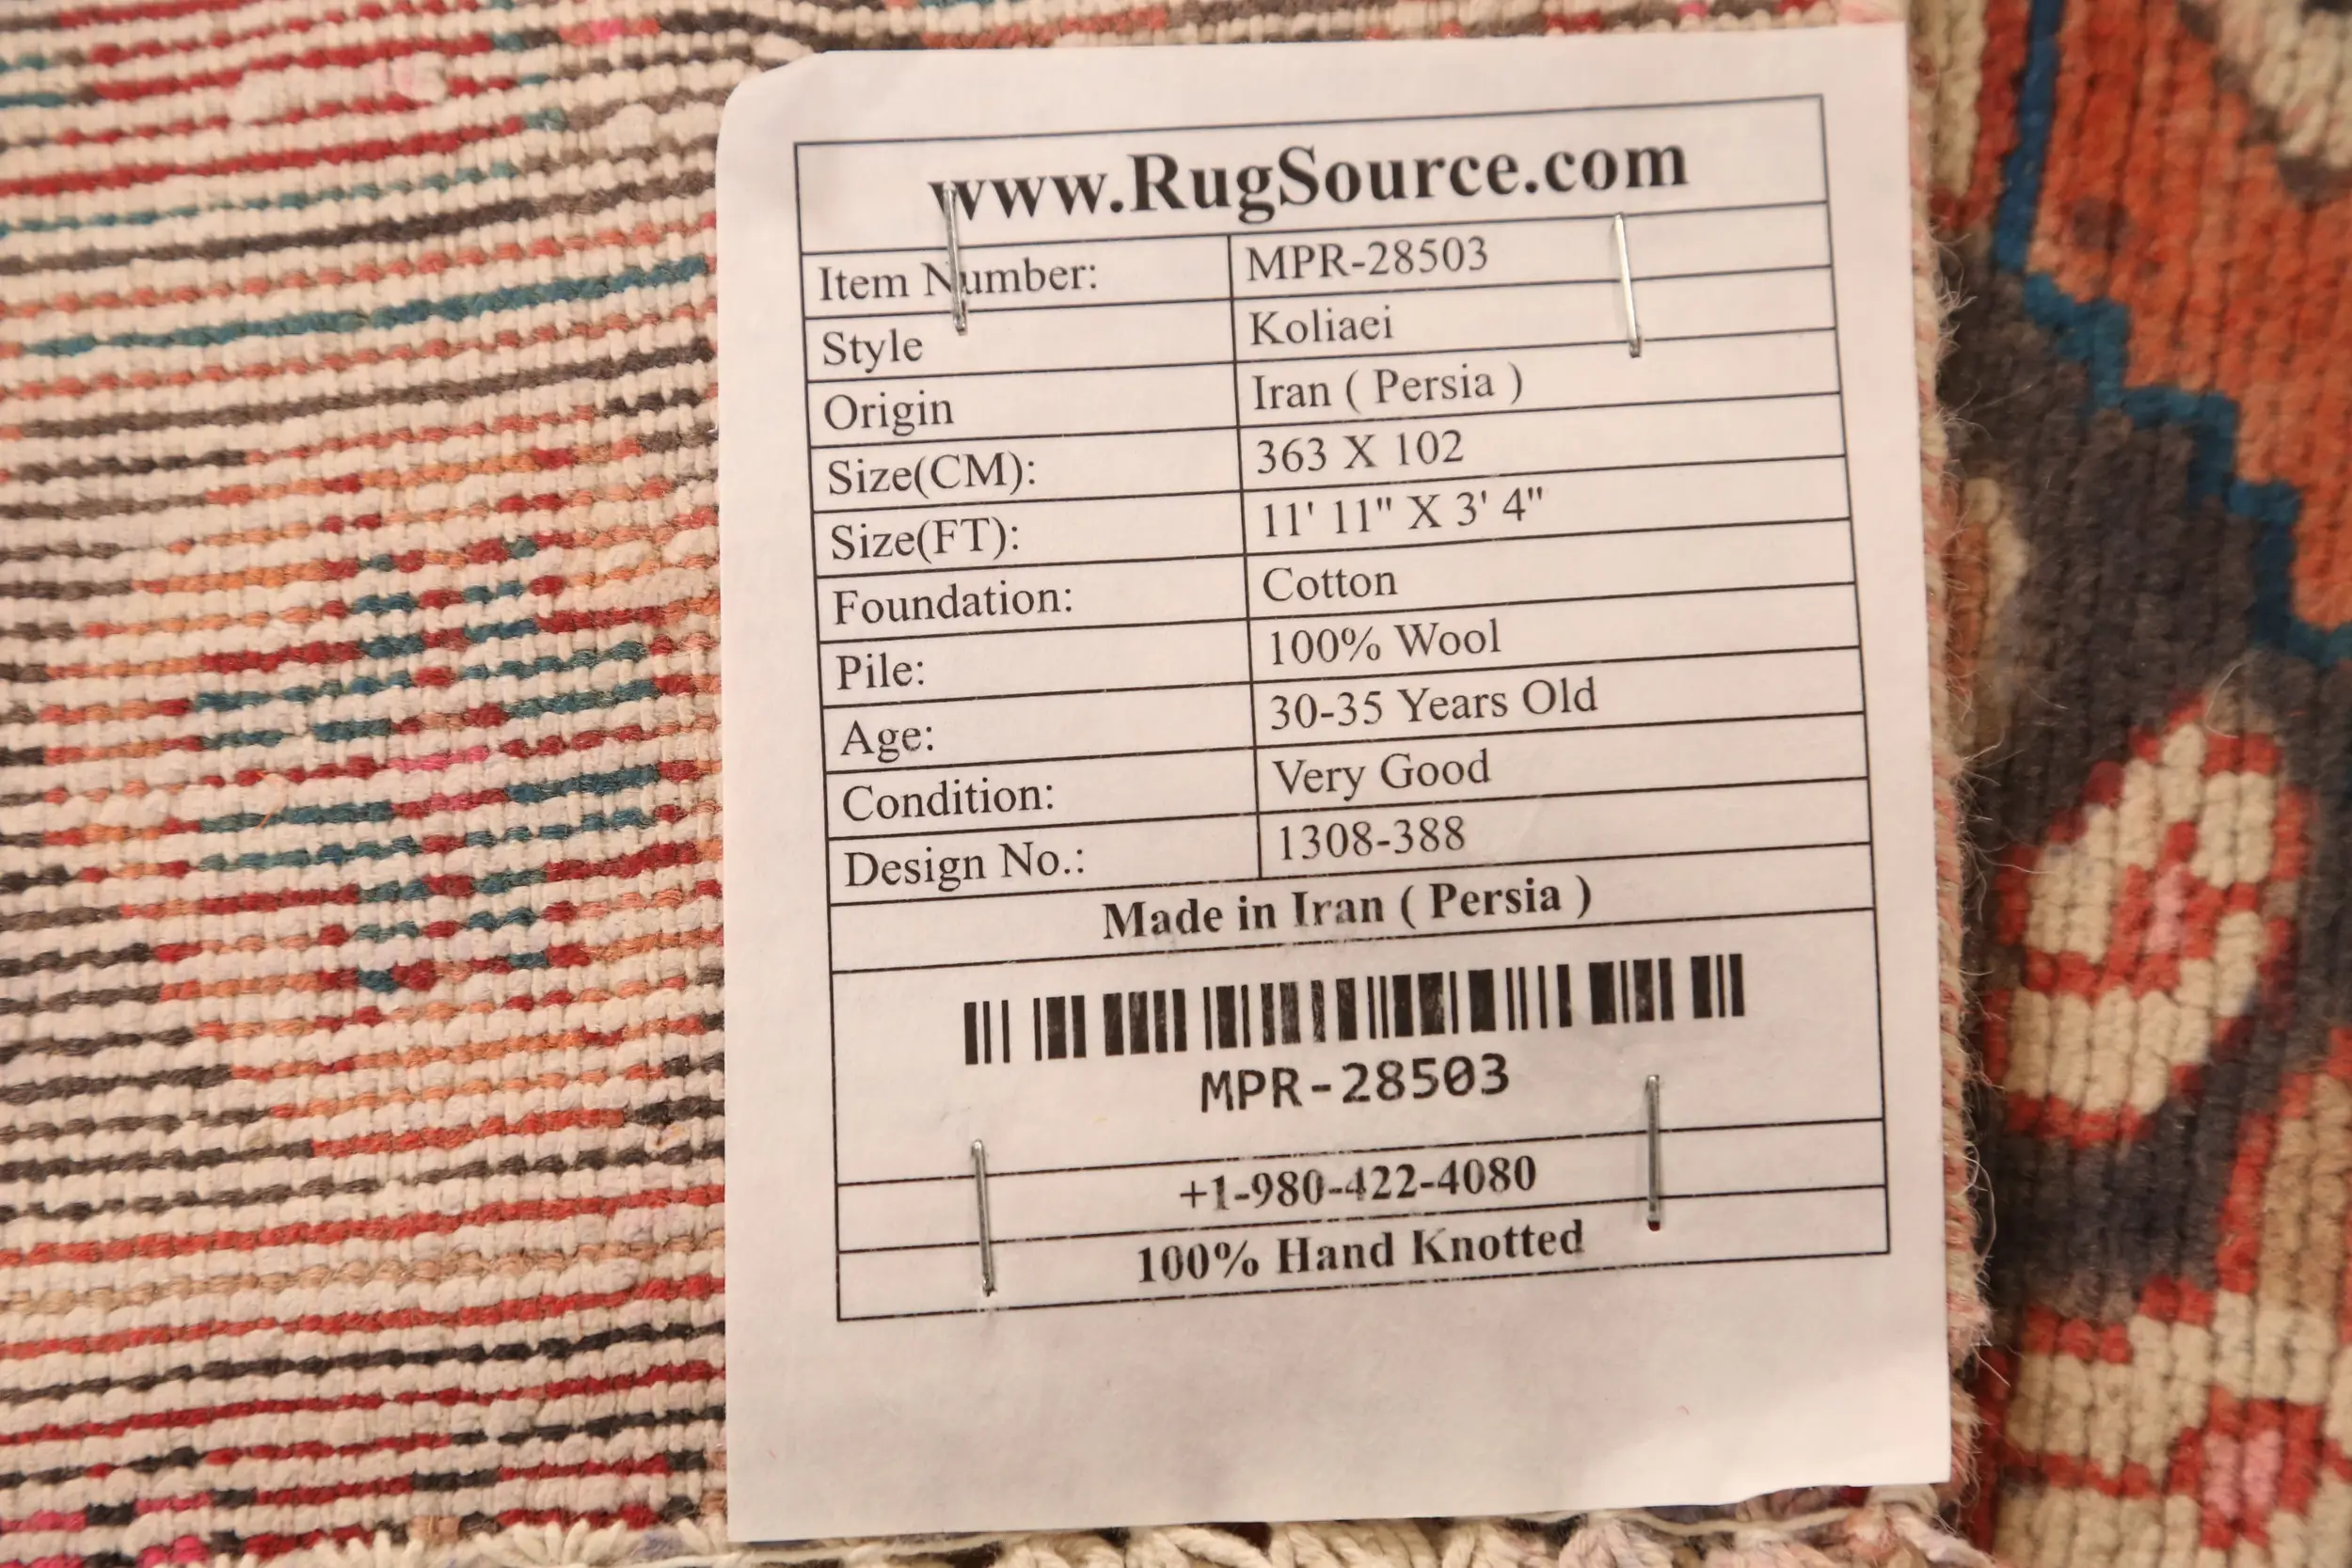 www.RugSource.com
Item Number: MPR-28503
Style Koliaei
Origin Iran ( Persia )
Size(CM): 363 X 102
Size(FT): 11' 11" X 3' 4"
Foundation: Cotton
Pile: 100% Wool
Age: 30-35 Years Old
Condition: Very Good
Design No.: 1308-388
Made in Iran ( Persia )
MPR-28503
+1-980-422-4080
100% Hand Knotted